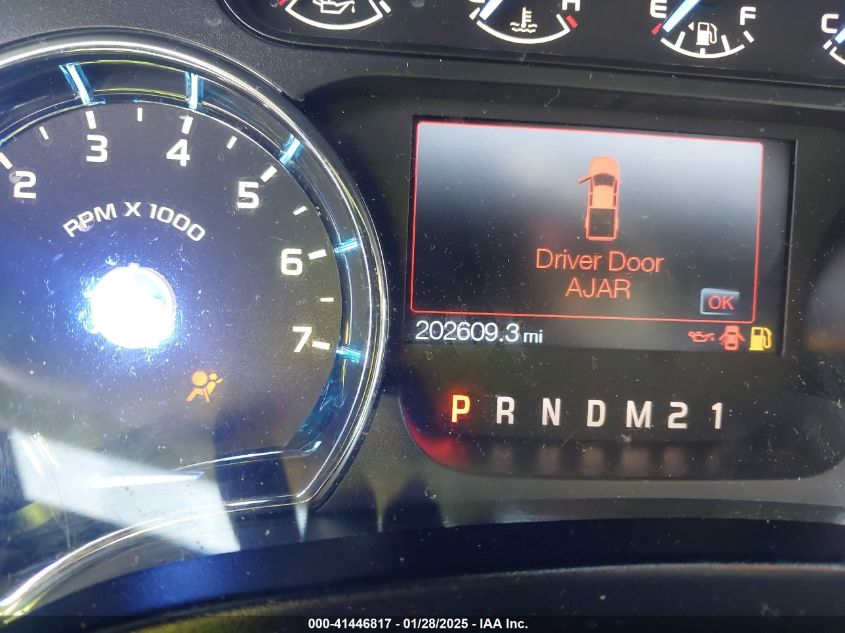 H
E F
C
2 3 4 5 6 7
RPM X 1000
Driver Door
AJAR
OK
202609.3 mi
P R N D M 2 1
000-41446817 / 01/28/2025 - IAA Inc.